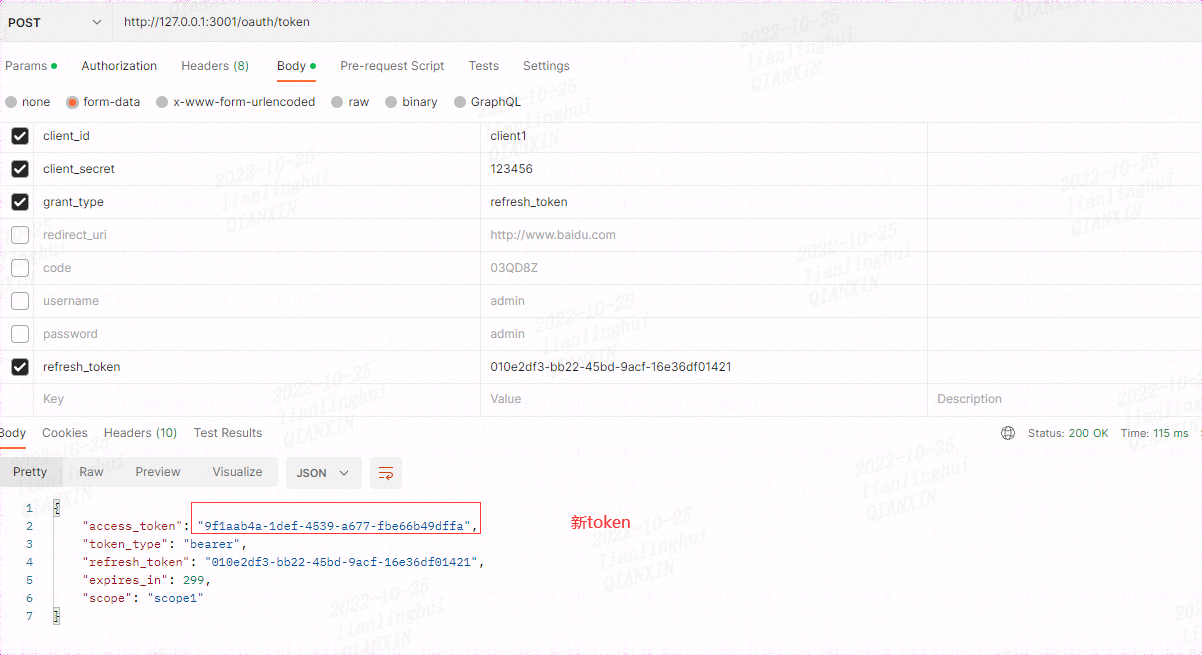 POST http://127.0.0.1:3001/oauth/token
Params Authorization Headers (8) Body Pre-request Script Tests Settings
none form-data x-www-form-urlencoded raw binary GraphQL
client_id client1
client_secret 123456
grant_type refresh_token
redirect_uri http://www.baidu.com
code 03QD8Z
username admin
password admin
refresh_token 010e2df3-bb22-45bd-9acf-16e36df01421
Key Value Description
Body Cookies Headers (10) Test Results Status: 200 OK Time: 115 ms
Pretty Raw Preview Visualize JSON
1 {
2 "access_token": "9f1aab4a-1def-4539-a677-fbe66b49dffa", 新token
3 "token_type": "bearer",
4 "refresh_token": "010e2df3-bb22-45bd-9acf-16e36df01421",
5 "expires_in": 299,
6 "scope": "scope1"
7 }
2022-10-25
lianlinghui
QIANXIN